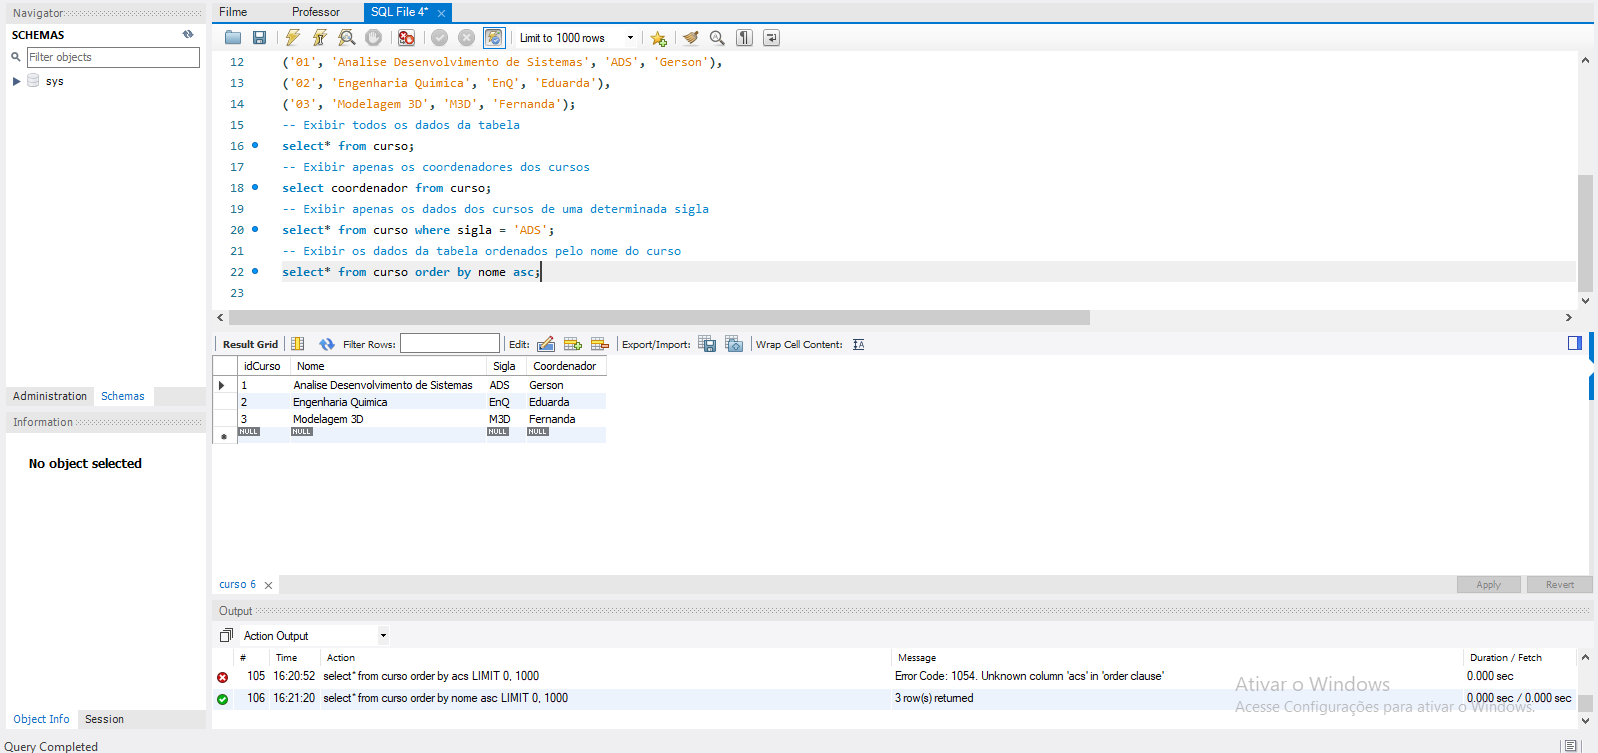 Navigator
SCHEMAS
Filter objects
sys
Administration Schemas
Information
No object selected
Object Info Session
Query Completed
Filme Professor SQL File 4*
Limit to 1000 rows
12 ('01', 'Analise Desenvolvimento de Sistemas', 'ADS', 'Gerson'),
13 ('02', 'Engenharia Quimica', 'EnQ', 'Eduarda'),
14 ('03', 'Modelagem 3D', 'M3D', 'Fernanda');
15 -- Exibir todos os dados da tabela
16 select* from curso;
17 -- Exibir apenas os coordenadores dos cursos
18 select coordenador from curso;
19 -- Exibir apenas os dados dos cursos de uma determinada sigla
20 select* from curso where sigla = 'ADS';
21 -- Exibir os dados da tabela ordenados pelo nome do curso
22 select* from curso order by nome asc;
23
Result Grid Filter Rows: Edit: Export/Import: Wrap Cell Content:
idCurso Nome Sigla Coordenador
1 Analise Desenvolvimento de Sistemas ADS Gerson
2 Engenharia Quimica EnQ Eduarda
3 Modelagem 3D M3D Fernanda
NULL NULL NULL NULL
curso 6
Apply Revert
Output
Action Output
# Time Action Message Duration / Fetch
105 16:20:52 select* from curso order by acs LIMIT 0, 1000 Error Code: 1054. Unknown column 'acs' in 'order clause' 0.000 sec
106 16:21:20 select* from curso order by nome asc LIMIT 0, 1000 3 row(s) returned 0.000 sec / 0.000 sec
Ativar o Windows
Acesse Configurações para ativar o Windows.